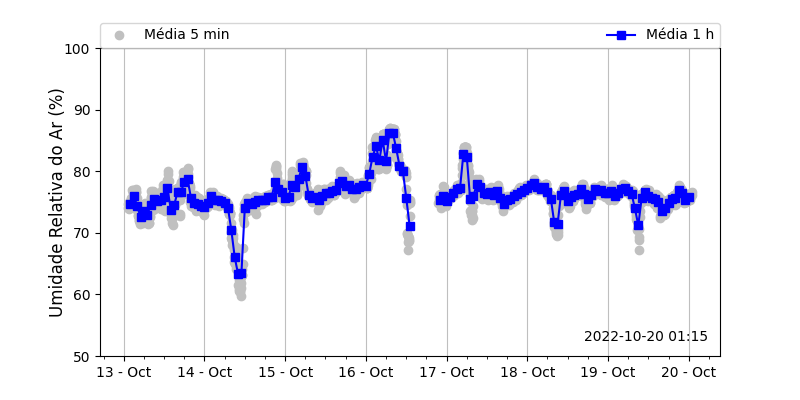 Média 5 min
Média 1 h
Umidade Relativa do Ar (%)
100
90
80
70
60
50
2022-10-20 01:15
13 - Oct
14 - Oct
15 - Oct
16 - Oct
17 - Oct
18 - Oct
19 - Oct
20 - Oct